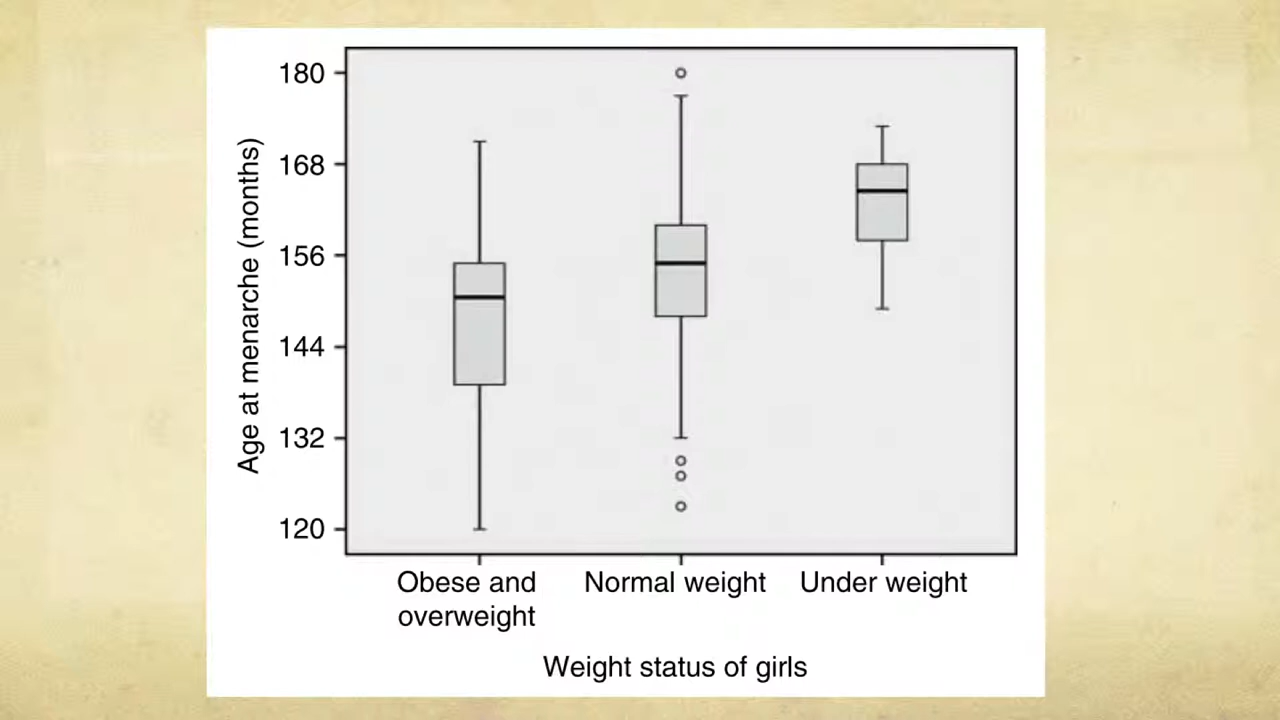 180
168
156
144
132
120
Age at menarche (months)
Obese and
overweight
Normal weight
Under weight
Weight status of girls